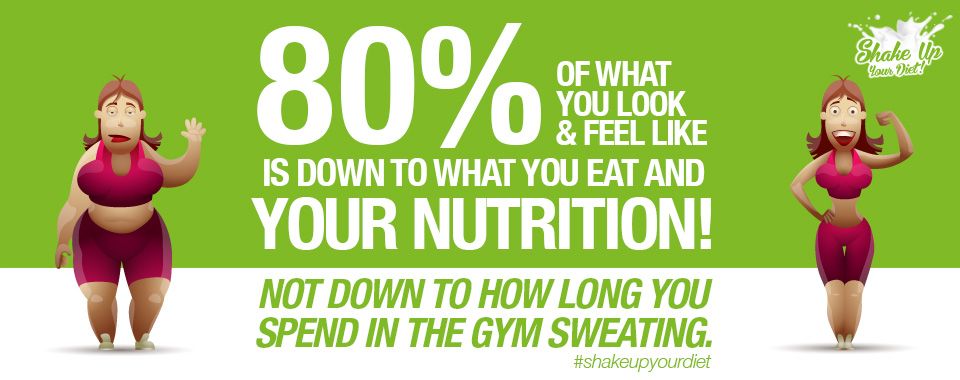 80%
OF WHAT
YOU LOOK
& FEEL LIKE
IS DOWN TO WHAT YOU EAT AND
YOUR NUTRITION!
NOT DOWN TO HOW LONG YOU
SPEND IN THE GYM SWEATING.
#shakeupyourdiet
Shake Up
Your Diet!